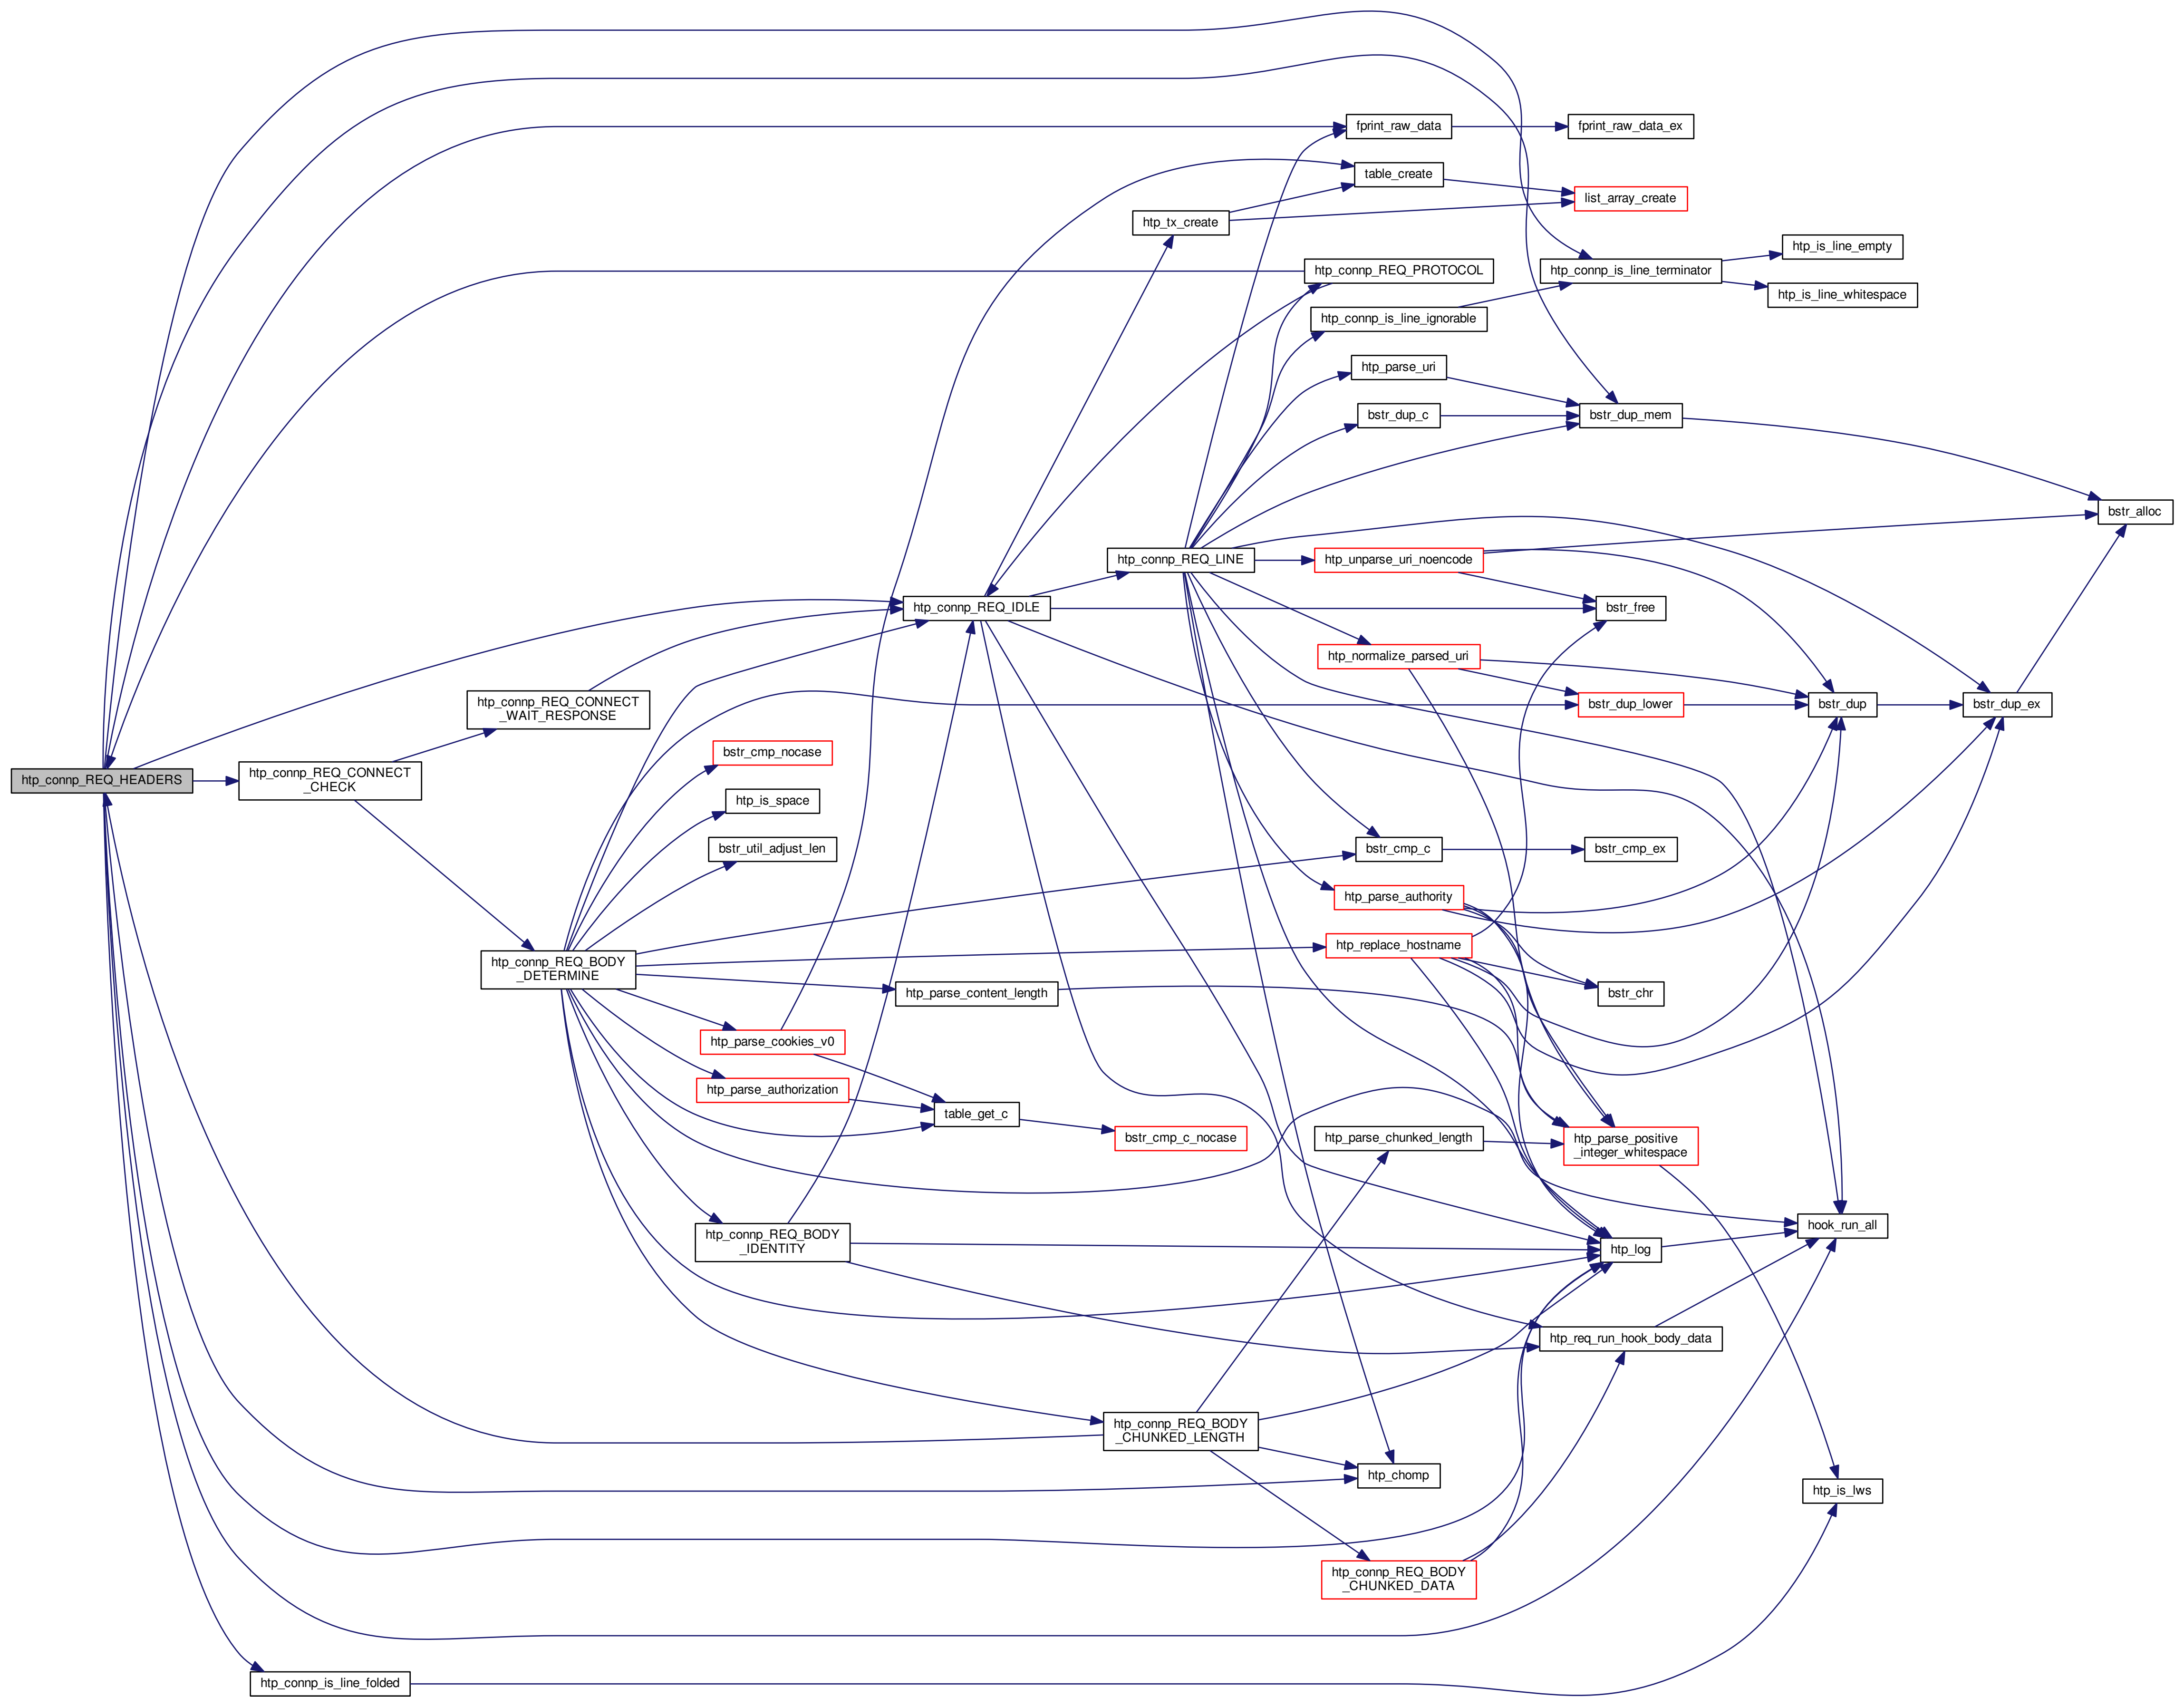 fprint_raw_data
fprint_raw_data_ex
table_create
list_array_create
htp_tx_create
htp_is_line_empty
htp_connp_REQ_PROTOCOL
htp_connp_is_line_terminator
htp_is_line_whitespace
htp_connp_is_line_ignorable
htp_parse_uri
bstr_dup_c
bstr_dup_mem
bstr_alloc
htp_connp_REQ_LINE
htp_unparse_uri_noencode
htp_connp_REQ_IDLE
bstr_free
htp_normalize_parsed_uri
htp_connp_REQ_CONNECT
_WAIT_RESPONSE
bstr_dup_lower
bstr_dup
bstr_dup_ex
bstr_cmp_nocase
htp_connp_REQ_HEADERS
htp_connp_REQ_CONNECT
_CHECK
htp_is_space
bstr_util_adjust_len
bstr_cmp_c
bstr_cmp_ex
htp_parse_authority
htp_replace_hostname
htp_connp_REQ_BODY
_DETERMINE
htp_parse_content_length
bstr_chr
htp_parse_cookies_v0
htp_parse_authorization
table_get_c
bstr_cmp_c_nocase
htp_parse_chunked_length
htp_parse_positive
_integer_whitespace
hook_run_all
htp_connp_REQ_BODY
_IDENTITY
htp_log
htp_req_run_hook_body_data
htp_connp_REQ_BODY
_CHUNKED_LENGTH
htp_chomp
htp_is_lws
htp_connp_REQ_BODY
_CHUNKED_DATA
htp_connp_is_line_folded